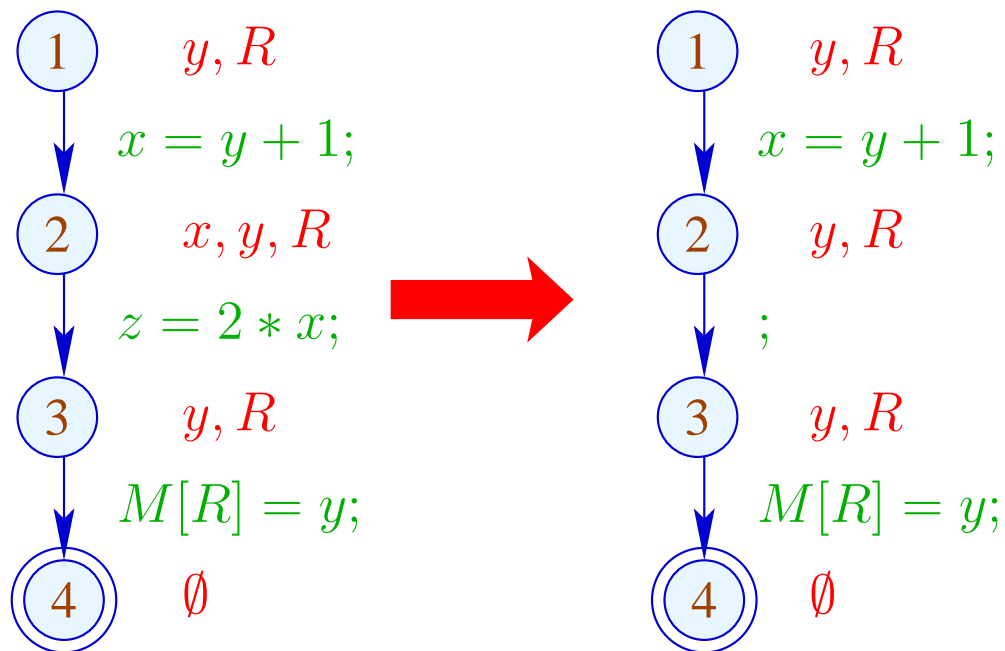 1 y, R 1 y, R
x = y + 1; x = y + 1;
2 x, y, R 2 y, R
z = 2 ∗ x; ;
3 y, R 3 y, R
M[R] = y; M[R] = y;
4 ∅ 4 ∅